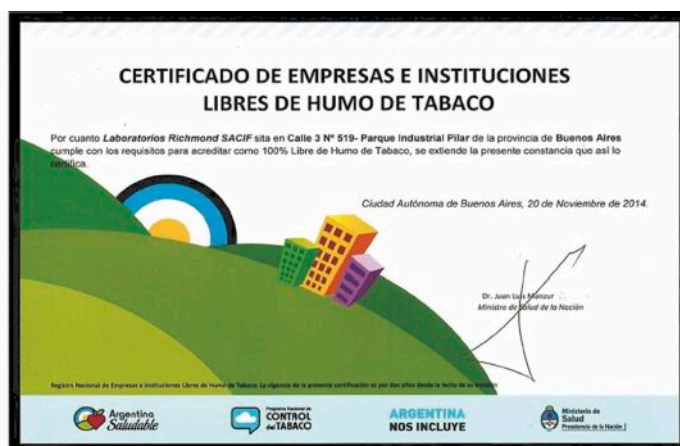 CERTIFICADO DE EMPRESAS E INSTITUCIONES
LIBRES DE HUMO DE TABACO
Por cuanto Laboratorios Richmond SACIF sita en Calle 3 Nº 519- Parque Industrial Pilar de la provincia de Buenos Aires
cumple con los requisitos para acreditar como 100% Libre de Humo de Tabaco, se extiende la presente constancia que así lo
certifica.
Ciudad Autónoma de Buenos Aires, 20 de Noviembre de 2014.
Dr. Juan Luis Manzur
Ministro de Salud de la Nación
Registro Nacional de Empresas e Instituciones Libres de Humo de Tabaco. La vigencia de la presente certificación es por dos años desde la fecha de su emisión
Argentina
Saludable
Programa Nacional de
CONTROL
del TABACO
ARGENTINA
NOS INCLUYE
Ministerio de
Salud
Presidencia de la Nación